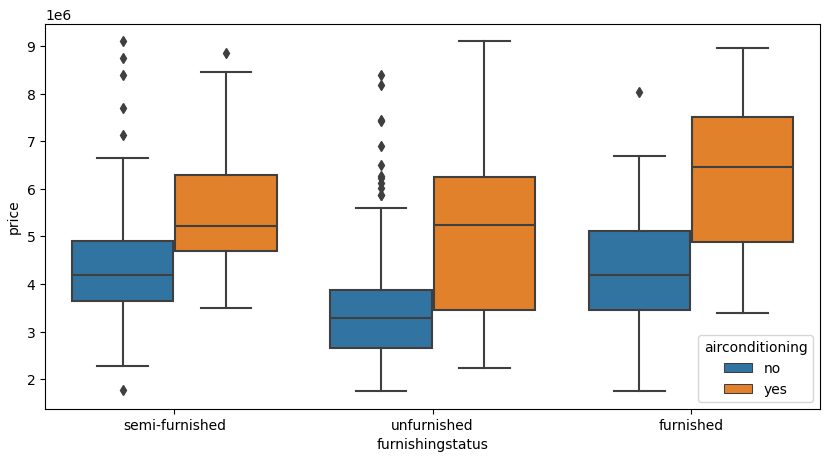 1e6
9
8
7
6
5
4
3
2
price
semi-furnished
unfurnished
furnished
furnishingstatus
airconditioning
no
yes